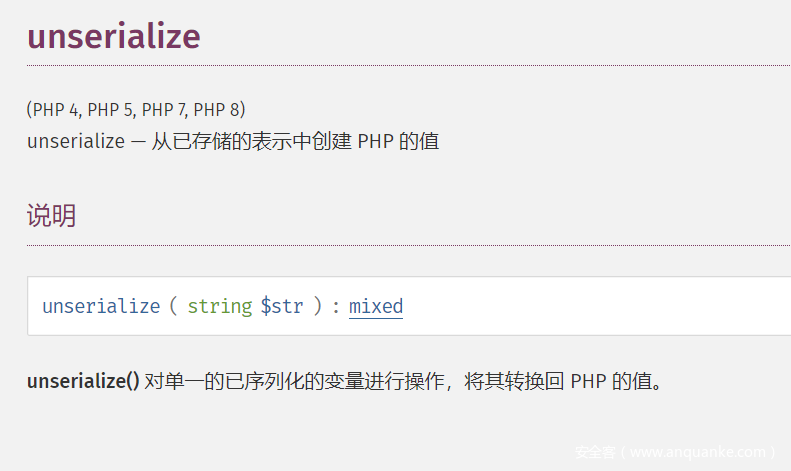 unserialize
(PHP 4, PHP 5, PHP 7, PHP 8)
unserialize — 从已存储的表示中创建 PHP 的值
说明
unserialize ( string $str ) : mixed
unserialize() 对单一的已序列化的变量进行操作，将其转换回 PHP 的值。
安全客 ( www.anquanke.com )